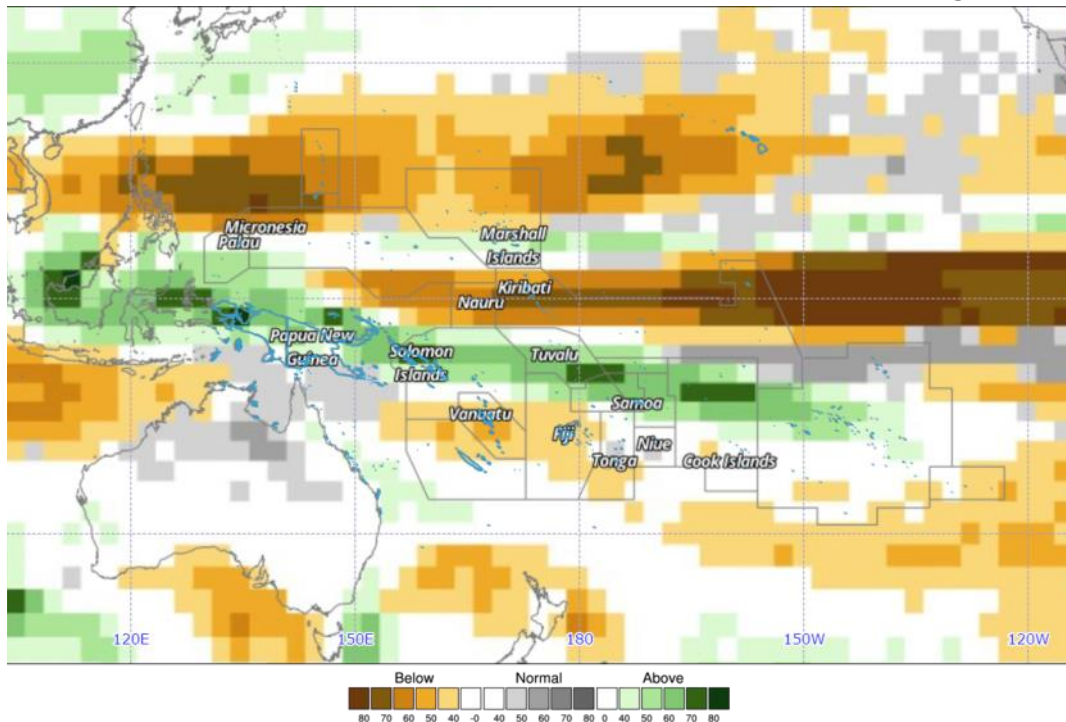 Micronesia
Palau
Marshall
Islands
Kiribati
Nauru
Papua New
Guinea
Solomon
Islands
Tuvalu
Samoa
Vanuatu
Fiji
Niue
Tonga
Cook Islands
120E 150E 180 150W 120W
Below Normal Above
80 70 60 50 40 -0 40 50 60 70 80 0 40 50 60 70 80